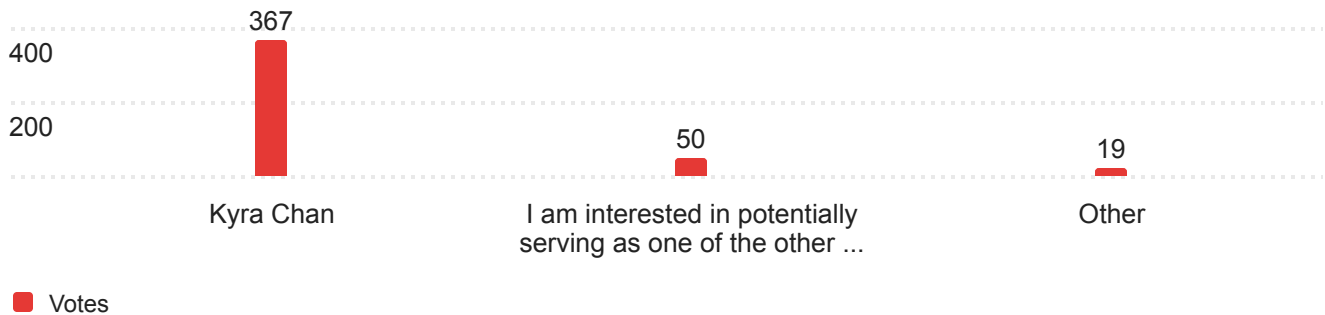 367
400
200
50
19
Kyra Chan
I am interested in potentially
serving as one of the other ...
Other
Votes